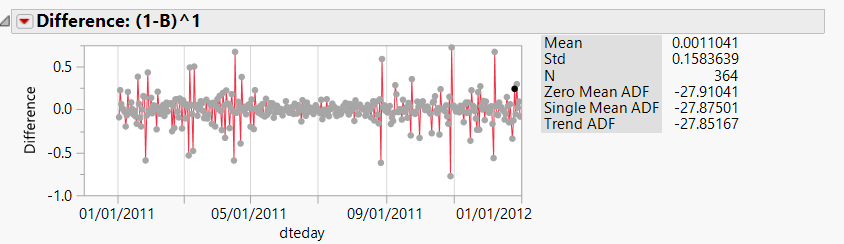 Difference: (1-B)^1
Difference
0.5
0.0
-0.5
-1.0
01/01/2011 05/01/2011 09/01/2011 01/01/2012
dteday
Mean 0.0011041
Std 0.1583639
N 364
Zero Mean ADF -27.91041
Single Mean ADF -27.87501
Trend ADF -27.85167